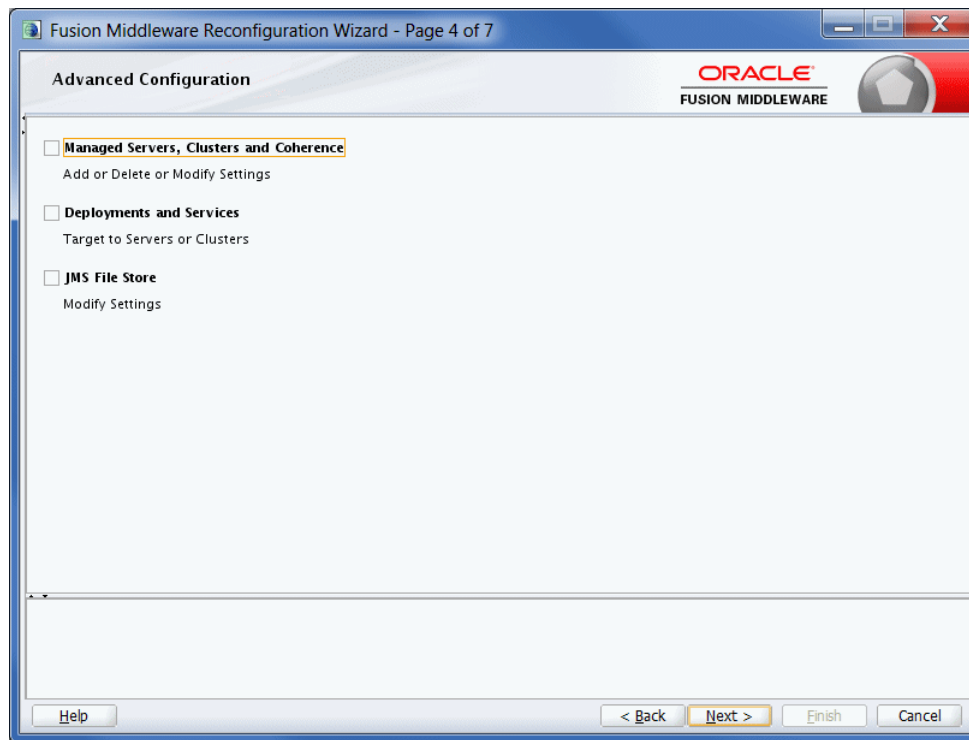 Fusion Middleware Reconfiguration Wizard - Page 4 of 7
Advanced Configuration
ORACLE
FUSION MIDDLEWARE
Managed Servers, Clusters and Coherence
Add or Delete or Modify Settings
Deployments and Services
Target to Servers or Clusters
JMS File Store
Modify Settings
Help
< Back
Next >
Finish
Cancel